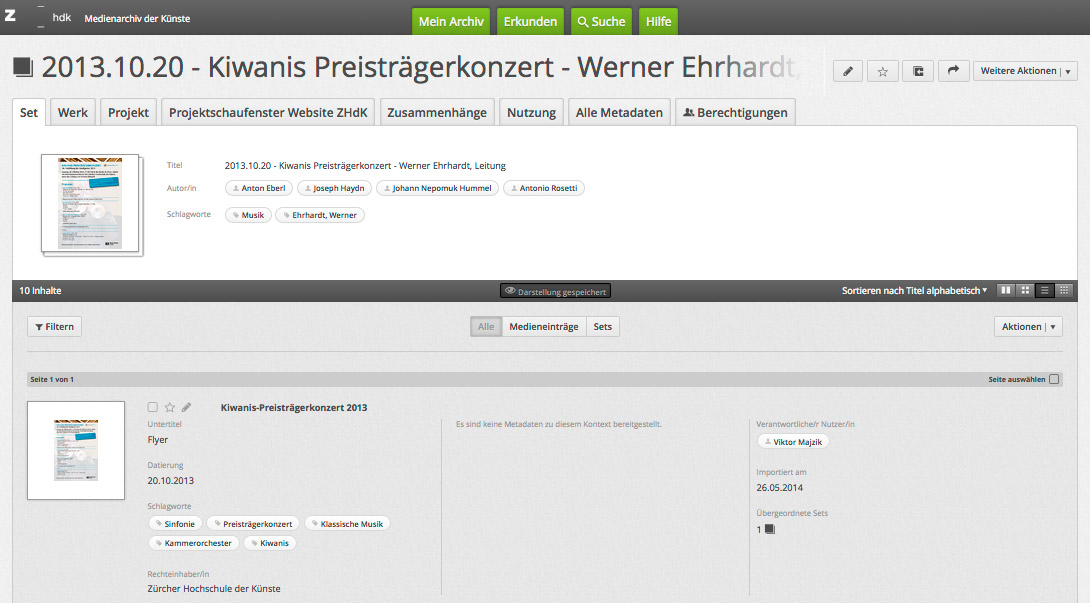 Z hdk Medienarchiv der Künste Mein Archiv Erkunden Suche Hilfe
2013.10.20 - Kiwanis Preisträgerkonzert - Werner Ehrhardt, Weitere Aktionen
Set Werk Projekt Projektschaufenster Website ZHdK Zusammenhänge Nutzung Alle Metadaten Berechtigungen
Titel 2013.10.20 - Kiwanis Preisträgerkonzert - Werner Ehrhardt, Leitung
Autor/in Anton Eberl Joseph Haydn Johann Nepomuk Hummel Antonio Rosetti
Schlagworte Musik Ehrhardt, Werner
10 Inhalte Darstellung gespeichert Sortieren nach Titel alphabetisch
Filtern Alle Medieneinträge Sets Aktionen
Seite 1 von 1 Seite auswählen
Kiwanis-Preisträgerkonzert 2013
Untertitel
Flyer
Datierung
20.10.2013
Schlagworte
Sinfonie Preisträgerkonzert Klassische Musik
Kammerorchester Kiwanis
Rechteinhaber/in
Zürcher Hochschule der Künste
Es sind keine Metadaten zu diesem Kontext bereitgestellt.
Verantwortliche/r Nutzer/in
Viktor Majzik
Importiert am
26.05.2014
Übergeordnete Sets
1